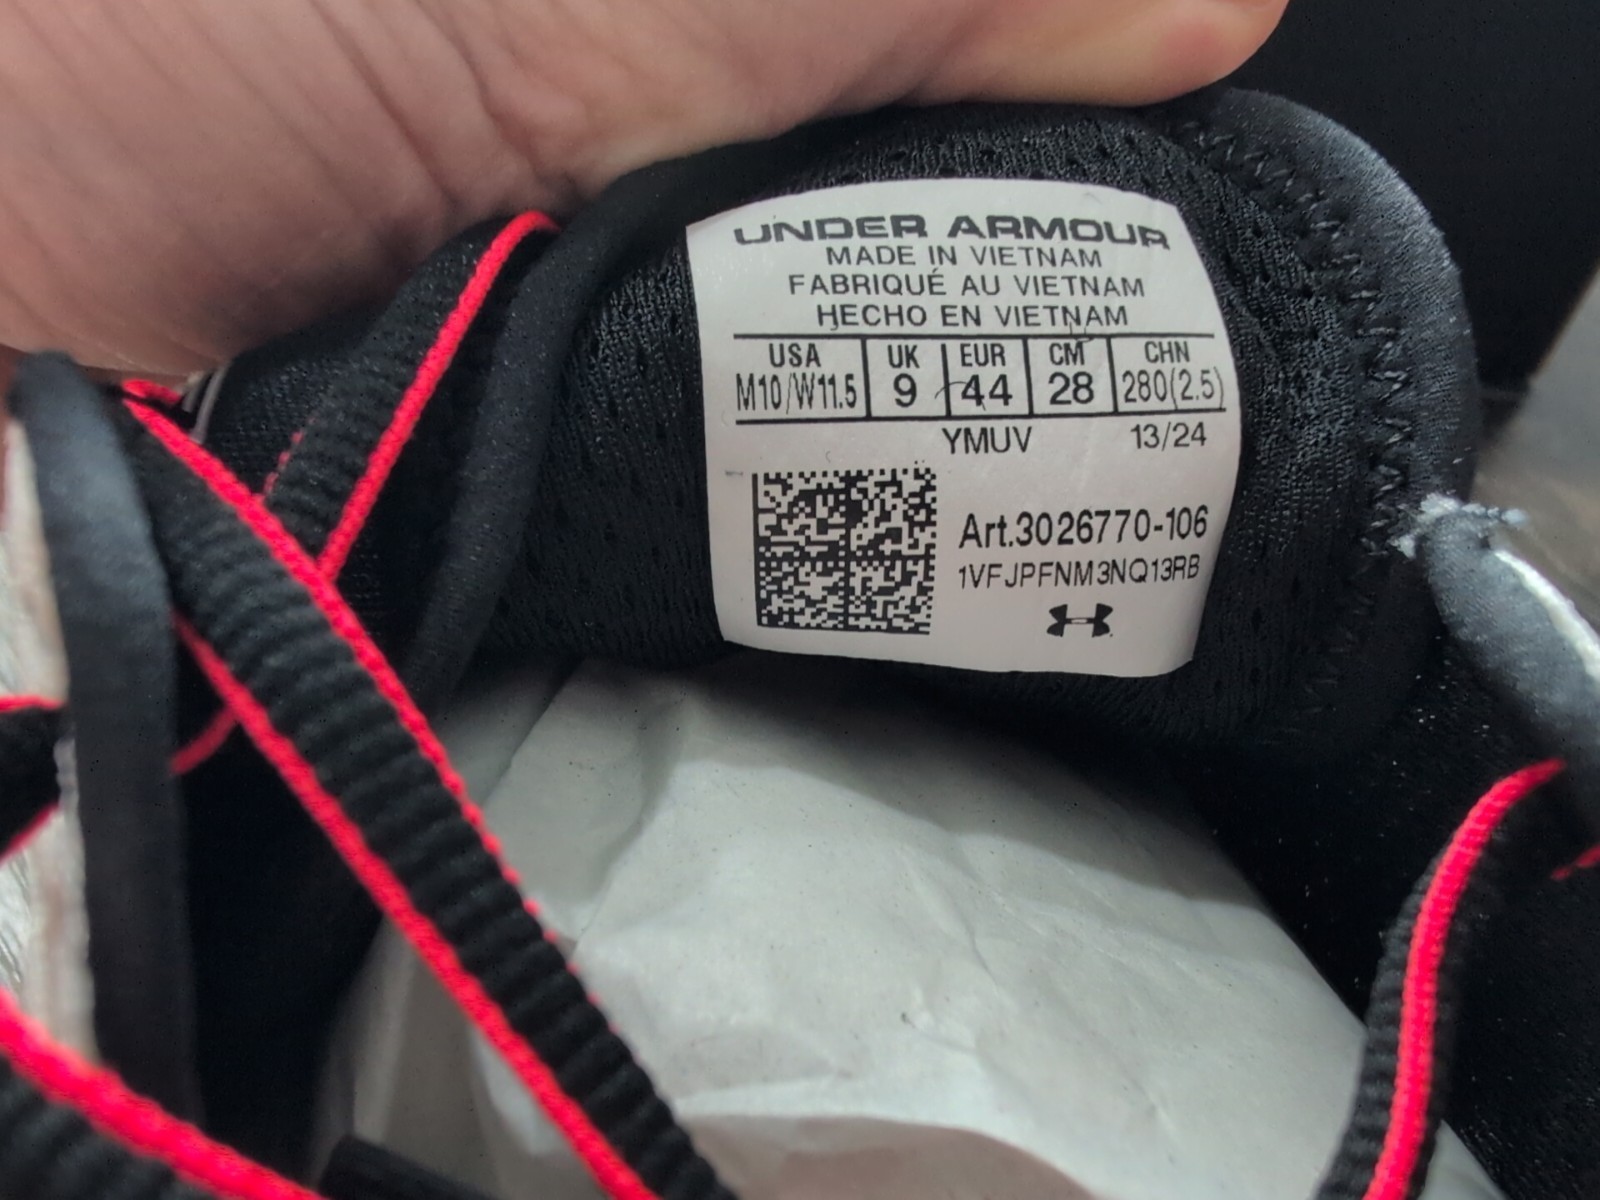 UNDER ARMOUR
MADE IN VIETNAM
FABRIQUÉ AU VIETNAM
HECHO EN VIETNAM
USA UK EUR CM CHN
M10/W11.5 9 44 28 280(2.5)
YMUV 13/24
Art.3026770-106
1VFJPFNM3NQ13RB